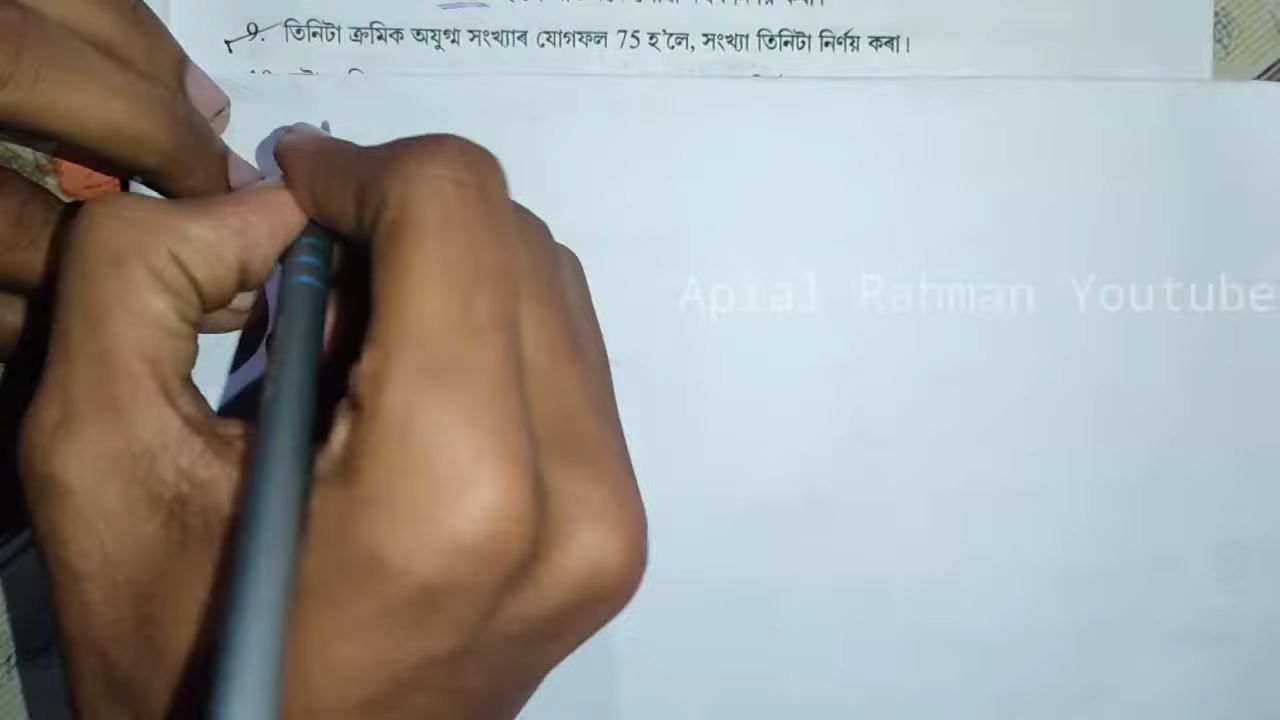 9. তিনিটা ক্ৰমিক অযুগ্ম সংখ্যাৰ যোগফল 75 হ'লে, সংখ্যা তিনিটা নিৰ্ণয় কৰা।
Apial Rahman Youtube